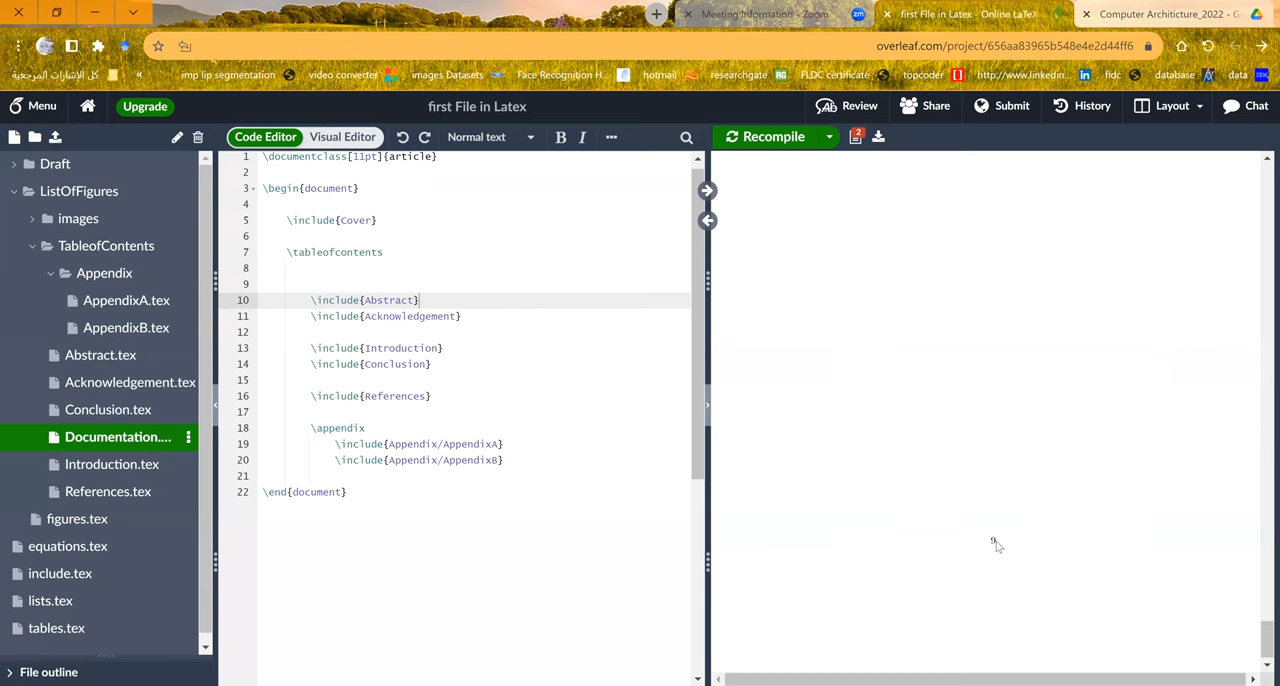 Meeting Information - Zoom
zm
first File in Latex - Online LaTeX
Computer Architicture_2022 - G
overleaf.com/project/656aa83965b548e4e2d44ff6
كل الإشارات المرجعية
«
imp lip segmentation
video converter
images Datasets
Face Recognition H...
hotmail
researchgate
RG
FLDC certificate
topcoder
http://www.linkedin...
fldc
database
data
Menu
Upgrade
first File in Latex
Review
Share
Submit
History
Layout
Chat
Code Editor
Visual Editor
Normal text
B
I
Recompile
2
Draft
ListOfFigures
images
TableofContents
Appendix
AppendixA.tex
AppendixB.tex
Abstract.tex
Acknowledgement.tex
Conclusion.tex
Documentation....
Introduction.tex
References.tex
figures.tex
equations.tex
include.tex
lists.tex
tables.tex
File outline
1 \documentclass[11pt]{article}
2
3 \begin{document}
4
5 \include{Cover}
6
7 \tableofcontents
8
9
10 \include{Abstract}
11 \include{Acknowledgement}
12
13 \include{Introduction}
14 \include{Conclusion}
15
16 \include{References}
17
18 \appendix
19 \include{Appendix/AppendixA}
20 \include{Appendix/AppendixB}
21
22 \end{document}
9